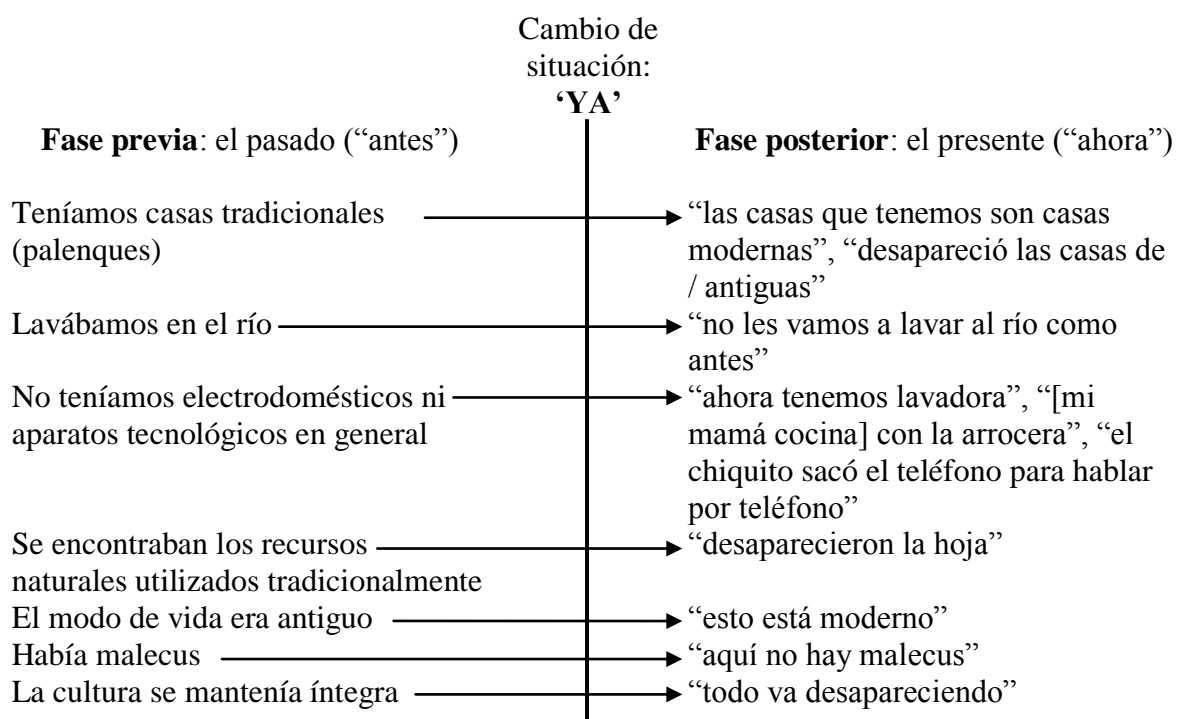 Cambio de
situación:
‘YA’
Fase previa: el pasado (“antes”)
Fase posterior: el presente (“ahora”)
Teníamos casas tradicionales
(palenques)
“las casas que tenemos son casas
modernas”, “desapareció las casas de
/ antiguas”
Lavábamos en el río
“no les vamos a lavar al río como
antes”
No teníamos electrodomésticos ni
aparatos tecnológicos en general
“ahora tenemos lavadora”, “[mi
mamá cocina] con la arrocera”, “el
chiquito sacó el teléfono para hablar
por teléfono”
Se encontraban los recursos
naturales utilizados tradicionalmente
“desaparecieron la hoja”
El modo de vida era antiguo
“esto está moderno”
Había malecus
“aquí no hay malecus”
La cultura se mantenía íntegra
“todo va desapareciendo”